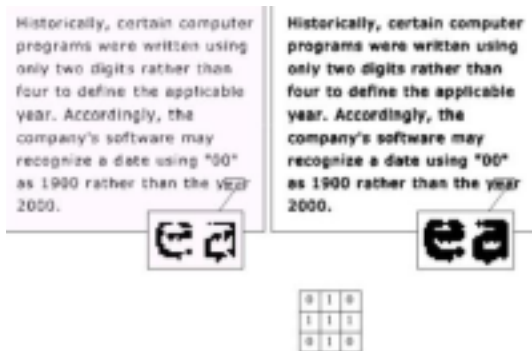 Historically, certain computer
programs were written using
only two digits rather than
four to define the applicable
year. Accordingly, the
company's software may
recognize a date using "00"
as 1900 rather than the year
2000.
e a
Historically, certain computer
programs were written using
only two digits rather than
four to define the applicable
year. Accordingly, the
company's software may
recognize a date using "00"
as 1900 rather than the year
2000.
e a
0 1 0
1 1 1
0 1 0